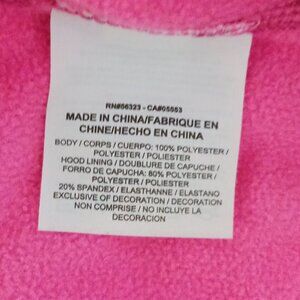 RN#56323 - CA#05553
MADE IN CHINA/FABRIQUE EN
CHINE/HECHO EN CHINA
BODY / CORPS / CUERPO: 100% POLYESTER /
POLYESTER / POLIESTER
HOOD LINING / DOUBLURE DE CAPUCHE /
FORRO DE CAPUCHA: 80% POLYESTER /
POLYESTER / POLIESTER
20% SPANDEX / ELASTHANNE / ELASTANO
EXCLUSIVE OF DECORATION / DECORATION
NON COMPRISE / NO INCLUYE LA
DECORACION